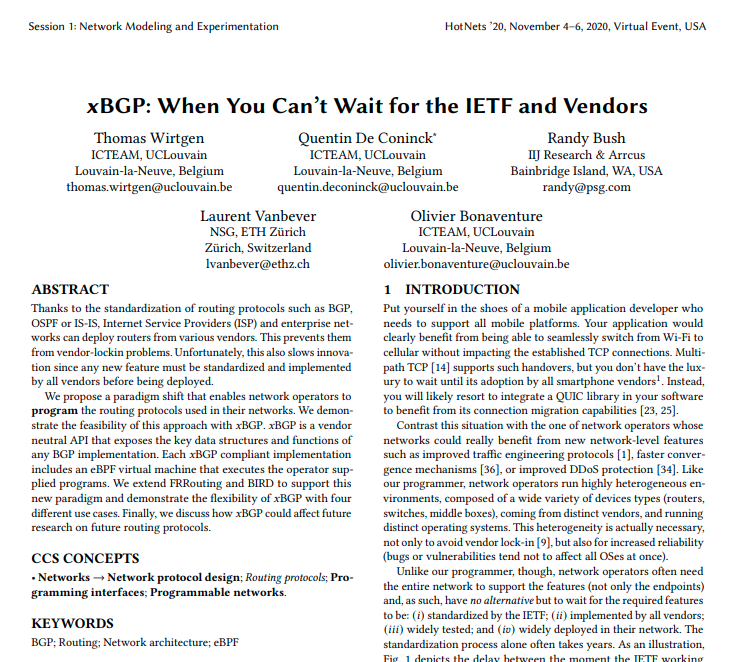 Session 1: Network Modeling and Experimentation
HotNets ’20, November 4–6, 2020, Virtual Event, USA
xBGP: When You Can’t Wait for the IETF and Vendors
Thomas Wirtgen
ICTEAM, UCLouvain
Louvain-la-Neuve, Belgium
thomas.wirtgen@uclouvain.be
Quentin De Coninck*
ICTEAM, UCLouvain
Louvain-la-Neuve, Belgium
quentin.deconinck@uclouvain.be
Randy Bush
IIJ Research & Arrcus
Bainbridge Island, WA, USA
randy@psg.com
Laurent Vanbever
NSG, ETH Zürich
Zürich, Switzerland
lvanbever@ethz.ch
Olivier Bonaventure
ICTEAM, UCLouvain
Louvain-la-Neuve, Belgium
olivier.bonaventure@uclouvain.be
ABSTRACT
Thanks to the standardization of routing protocols such as BGP,
OSPF or IS-IS, Internet Service Providers (ISP) and enterprise net-
works can deploy routers from various vendors. This prevents them
from vendor-lockin problems. Unfortunately, this also slows innova-
tion since any new feature must be standardized and implemented
by all vendors before being deployed.
We propose a paradigm shift that enables network operators to
program the routing protocols used in their networks. We demon-
strate the feasibility of this approach with xBGP. xBGP is a vendor
neutral API that exposes the key data structures and functions of
any BGP implementation. Each xBGP compliant implementation
includes an eBPF virtual machine that executes the operator sup-
plied programs. We extend FRRouting and BIRD to support this
new paradigm and demonstrate the flexibility of xBGP with four
different use cases. Finally, we discuss how xBGP could affect future
research on future routing protocols.
CCS CONCEPTS
• Networks → Network protocol design; Routing protocols; Pro-
gramming interfaces; Programmable networks.
KEYWORDS
BGP; Routing; Network architecture; eBPF
1 INTRODUCTION
Put yourself in the shoes of a mobile application developer who
needs to support all mobile platforms. Your application would
clearly benefit from being able to seamlessly switch from Wi-Fi to
cellular without impacting the established TCP connections. Multi-
path TCP [14] supports such handovers, but you don’t have the lux-
ury to wait until its adoption by all smartphone vendors1. Instead,
you will likely resort to integrate a QUIC library in your software
to benefit from its connection migration capabilities [23, 25].
Contrast this situation with the one of network operators whose
networks could really benefit from new network-level features
such as improved traffic engineering protocols [1], faster conver-
gence mechanisms [36], or improved DDoS protection [34]. Like
our programmer, network operators run highly heterogeneous en-
vironments, composed of a wide variety of devices types (routers,
switches, middle boxes), coming from distinct vendors, and running
distinct operating systems. This heterogeneity is actually necessary,
not only to avoid vendor lock-in [9], but also for increased reliability
(bugs or vulnerabilities tend not to affect all OSes at once).
Unlike our programmer, though, network operators often need
the entire network to support the features (not only the endpoints)
and, as such, have no alternative but to wait for the required features
to be: (i) standardized by the IETF; (ii) implemented by all vendors;
(iii) widely tested; and (iv) widely deployed in their network. The
standardization process alone often takes years. As an illustration,
Fig. 1 depicts the delay between the moment the IETF working